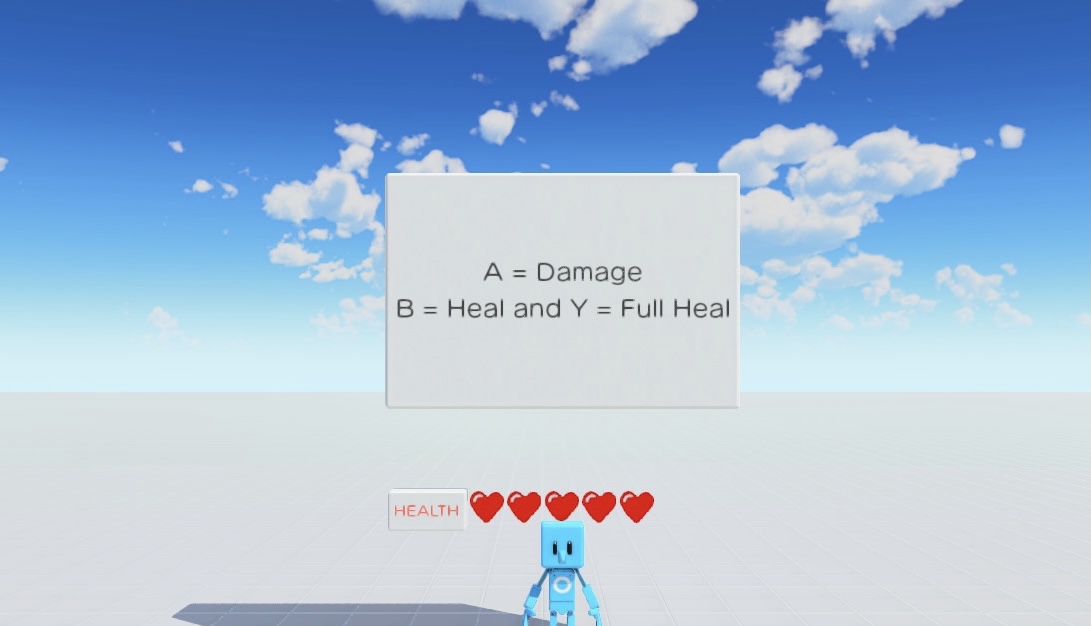 A = Damage
B = Heal and Y = Full Heal
HEALTH